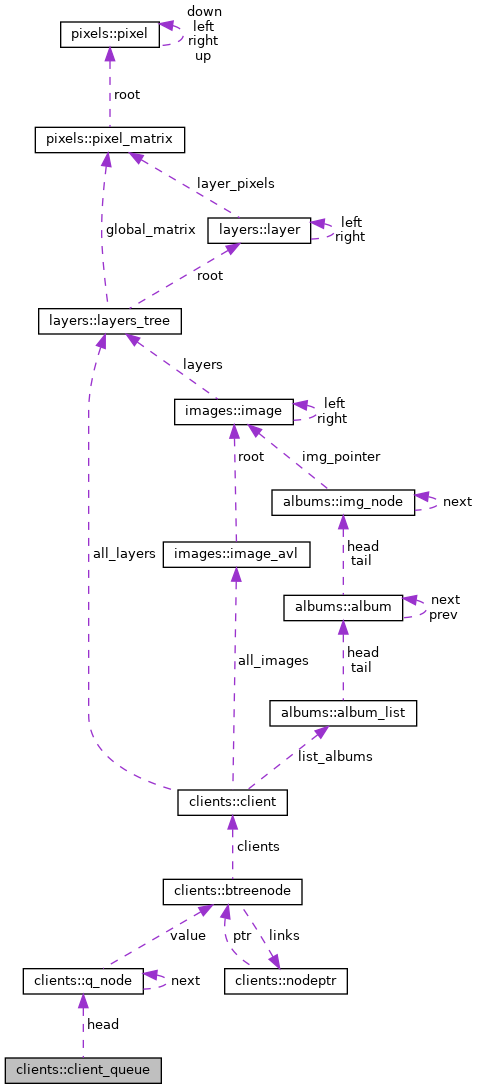 down
left
pixels::pixel
right
up
root
pixels::pixel_matrix
layer_pixels
left
global_matrix
layers::layer
right
root
layers::layers_tree
layers
left
images::image
right
root
img_pointer
albums::img_node
next
head
all_layers
images::image_avl
tail
next
albums::album
prev
head
all_images
tail
albums::album_list
list_albums
clients::client
clients
clients::btreenode
value
ptr
links
clients::q_node
next
clients::nodeptr
head
clients::client_queue